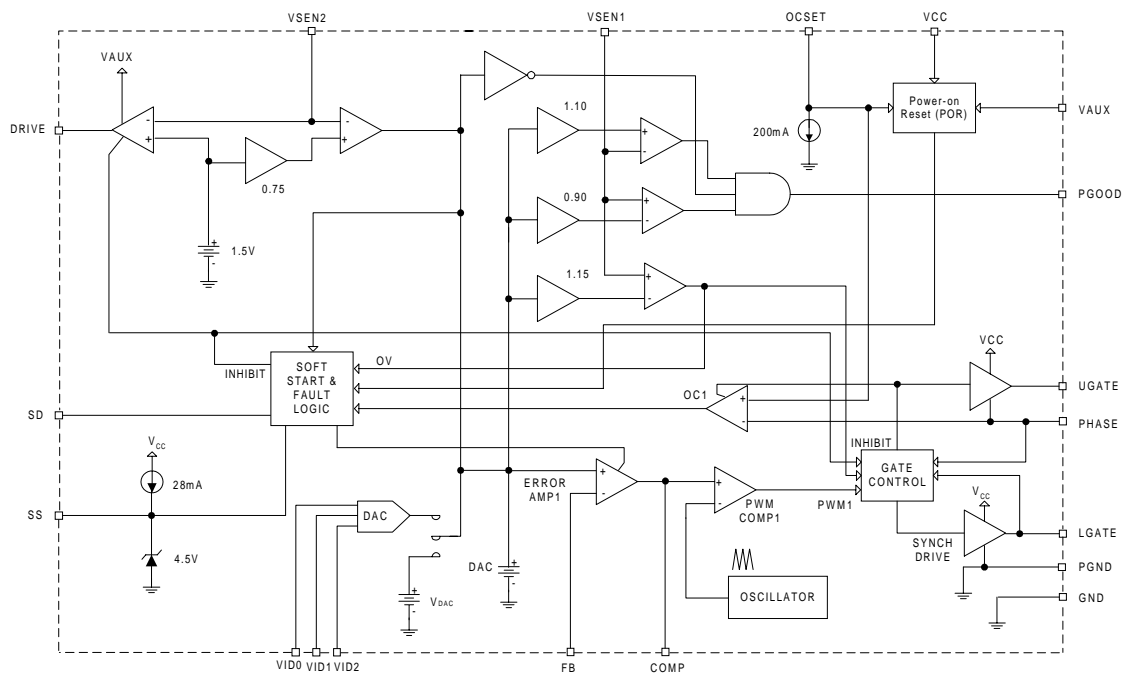 VSEN2
VSEN1
OCSET
VCC
VAUX
DRIVE
-
+
-
+
0.75
+
-
1.5V
1.10
+
-
0.90
+
-
1.15
+
-
200mA
Power-on
Reset (POR)
VAUX
PGOOD
INHIBIT
SOFT
START &
FAULT
LOGIC
OV
OC1
+
-
VCC
UGATE
PHASE
SD
VCC
28mA
SS
4.5V
DAC
VDAC
+
-
DAC
+
-
ERROR
AMP1
+
-
+
-
PWM
COMP1
PWM1
INHIBIT
GATE
CONTROL
SYNCH
DRIVE
VCC
LGATE
PGND
GND
OSCILLATOR
VID0
VID1
VID2
FB
COMP